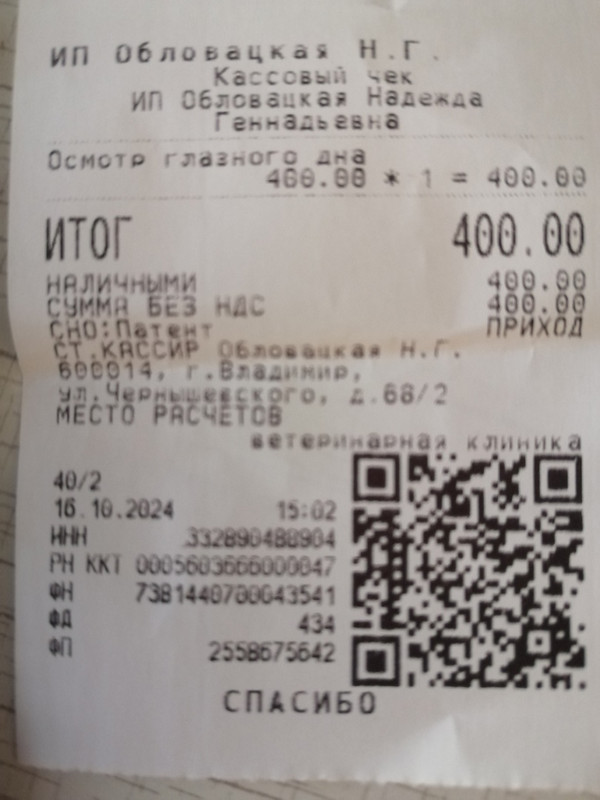 ИП Обловацкая Н.Г.
Кассовый чек
ИП Обловацкая Надежда
Геннадьевна
Осмотр глазного дна
400.00 * 1 = 400.00
ИТОГ 400.00
НАЛИЧНЫМИ 400.00
СУММА БЕЗ НДС 400.00
СНО:Патент ПРИХОД
СТ.КАССИР Обловацкая Н.Г.
600014, г.Владимир,
ул.Чернышевского, д.68/2
МЕСТО РАСЧЕТОВ
ветеринарная клиника
40/2
16.10.2024 15:02
ИНН 332890488904
РН ККТ 0005603666000047
ФН 7381440700043541
ФД 434
ФП 2558675642
СПАСИБО